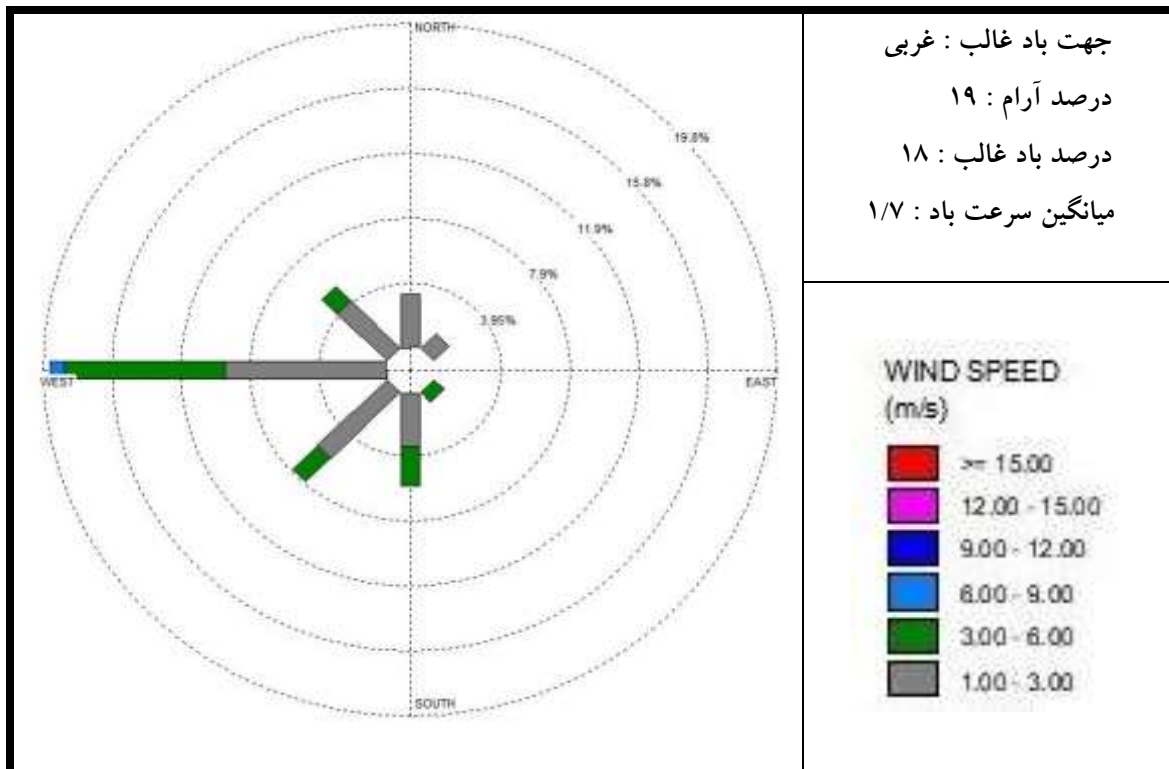 NORTH
19.8%
15.8%
11.9%
7.9%
3.95%
WEST
EAST
SOUTH
جهت باد غالب : غربی
درصد آرام : ۱۹
درصد باد غالب : ۱۸
میانگین سرعت باد : ۱/۷
WIND SPEED
(m/s)
>= 15.00
12.00 - 15.00
9.00 - 12.00
6.00 - 9.00
3.00 - 6.00
1.00 - 3.00